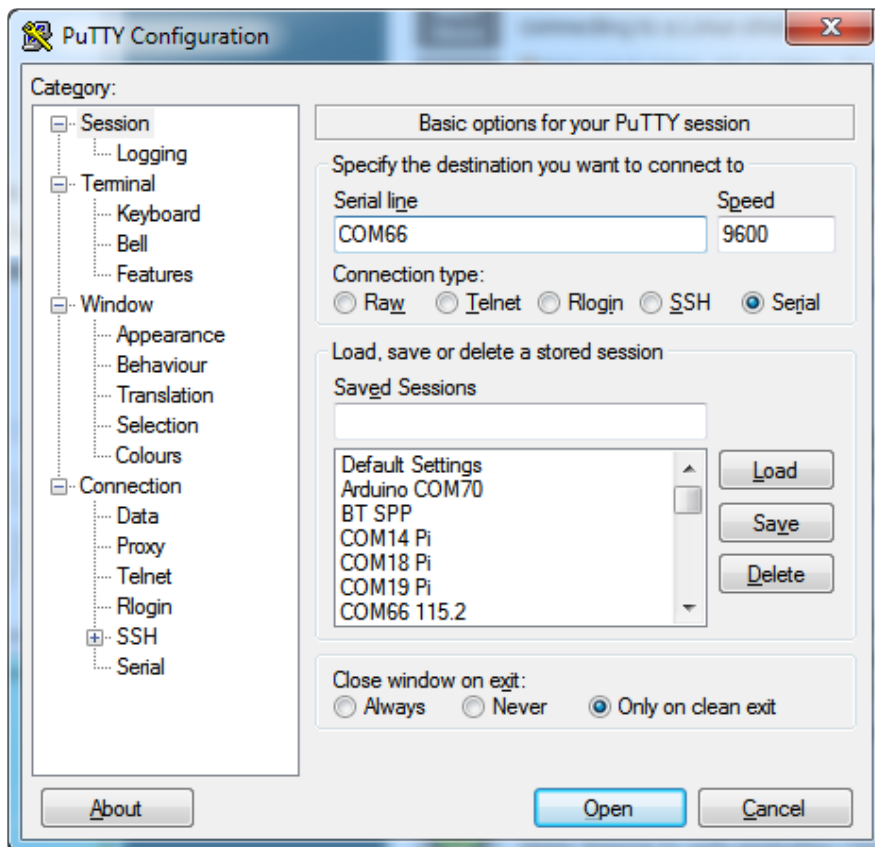 PuTTY Configuration
Category:
Session
Logging
Terminal
Keyboard
Bell
Features
Window
Appearance
Behaviour
Translation
Selection
Colours
Connection
Data
Proxy
Telnet
Rlogin
SSH
Serial
Basic options for your PuTTY session
Specify the destination you want to connect to
Serial line Speed
COM66 9600
Connection type:
Raw Telnet Rlogin SSH Serial
Load, save or delete a stored session
Saved Sessions
Default Settings
Arduino COM70
BT SPP
COM14 Pi
COM18 Pi
COM19 Pi
COM66 115.2
Load
Save
Delete
Close window on exit:
Always Never Only on clean exit
About Open Cancel